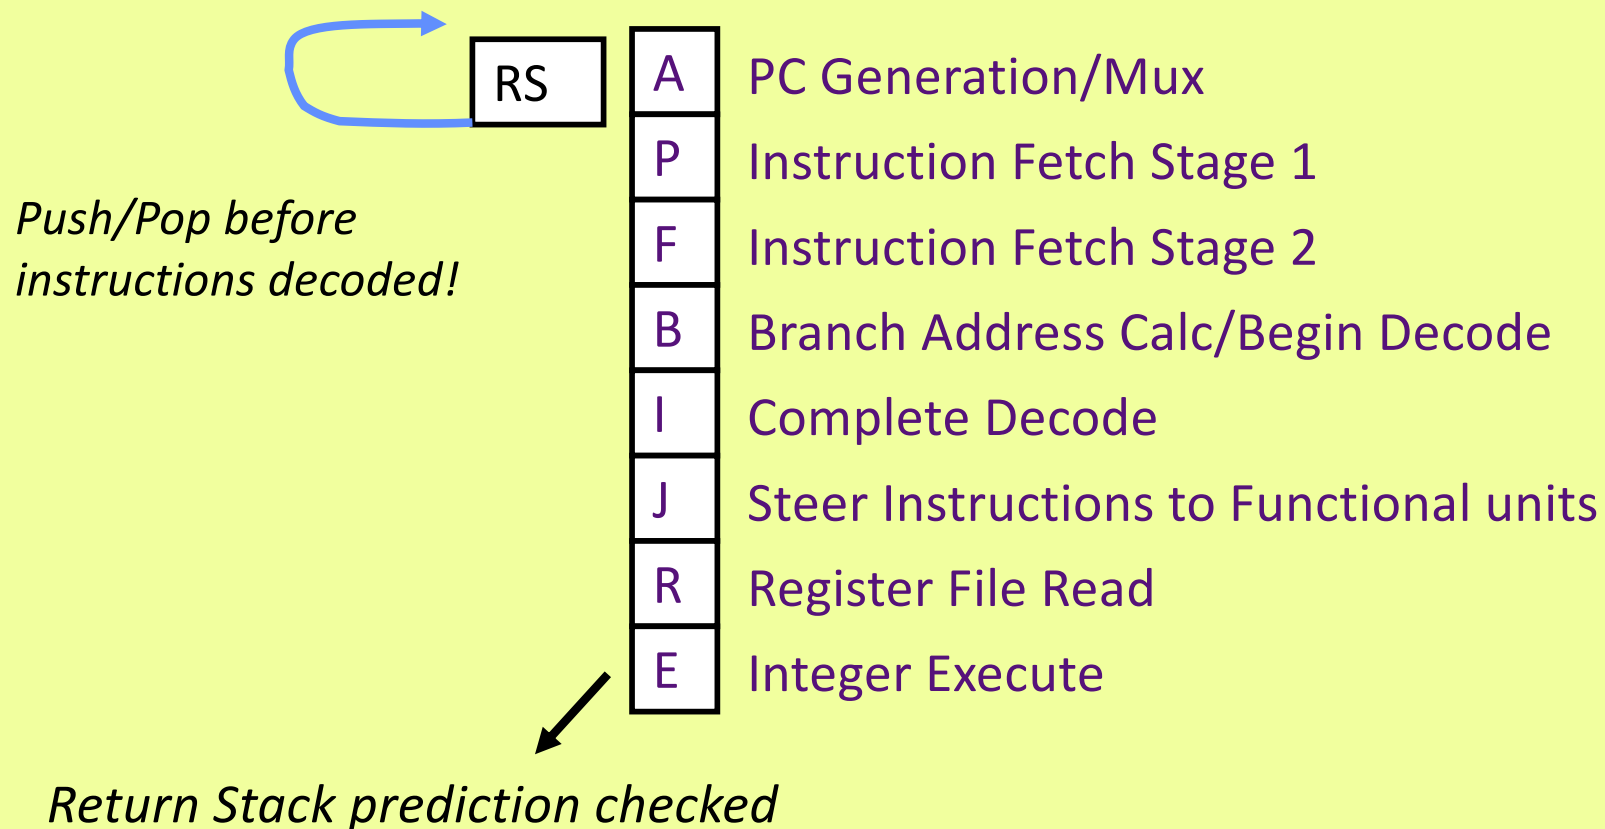 RS
A PC Generation/Mux
P Instruction Fetch Stage 1
Push/Pop before
instructions decoded!
F Instruction Fetch Stage 2
B Branch Address Calc/Begin Decode
I Complete Decode
J Steer Instructions to Functional units
R Register File Read
E Integer Execute
Return Stack prediction checked